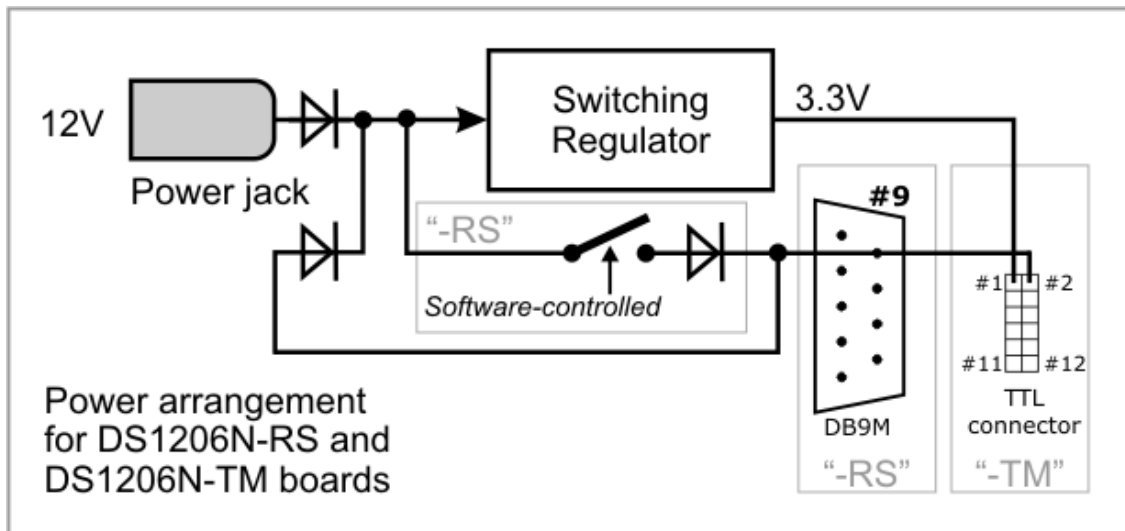 12V
Power jack
Switching
Regulator
3.3V
“-RS”
Software-controlled
#9
DB9M
“-RS”
#1
#2
#11
#12
TTL
connector
“-TM”
Power arrangement
for DS1206N-RS and
DS1206N-TM boards